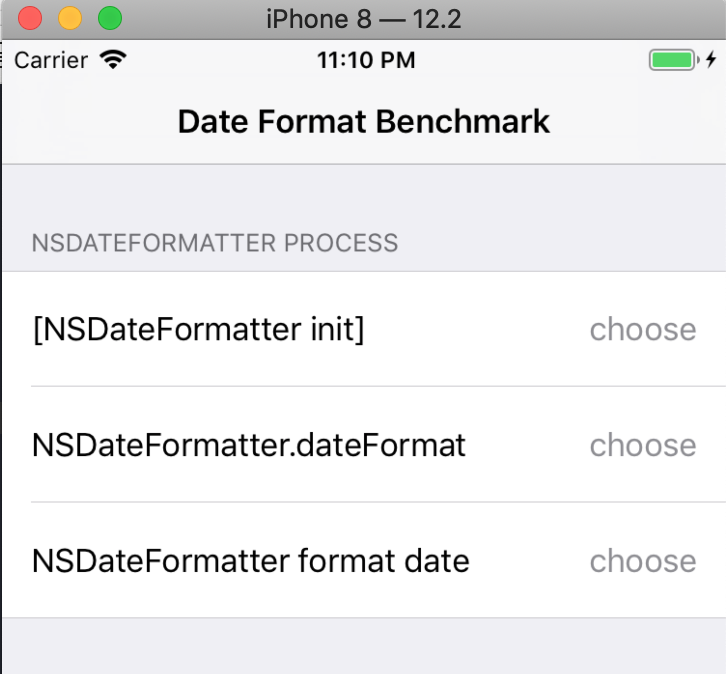 iPhone 8 — 12.2
Carrier 11:10 PM
Date Format Benchmark
NSDATEFORMATTER PROCESS
[NSDateFormatter init] choose
NSDateFormatter.dateFormat choose
NSDateFormatter format date choose